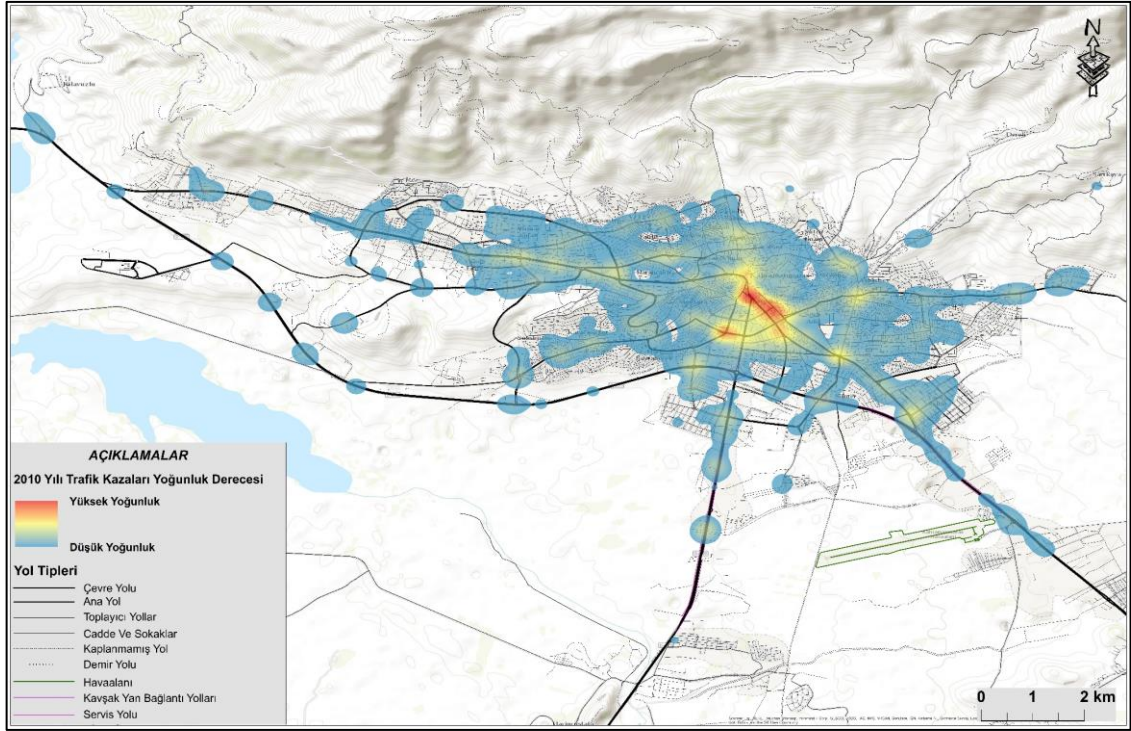 N
AÇIKLAMALAR
2010 Yılı Trafik Kazaları Yoğunluk Derecesi
Yüksek Yoğunluk
Düşük Yoğunluk
Yol Tipleri
Çevre Yolu
Ana Yol
Toplayıcı Yollar
Cadde Ve Sokaklar
Kaplanmamış Yol
Demir Yolu
Havaalanı
Kavşak Yan Bağlantı Yolları
Servis Yolu
0 1 2 km